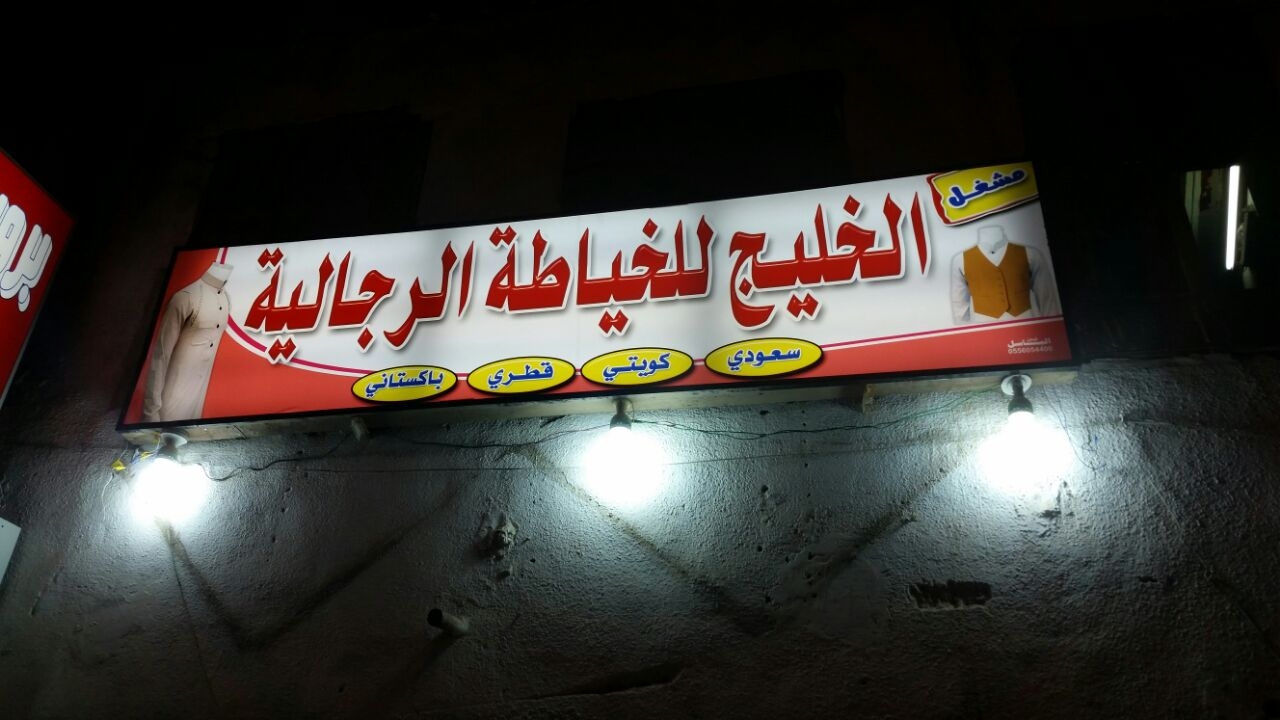 مشغل
الخليج للخياطة الرجالية
سعودي كويتي قطري باكستاني